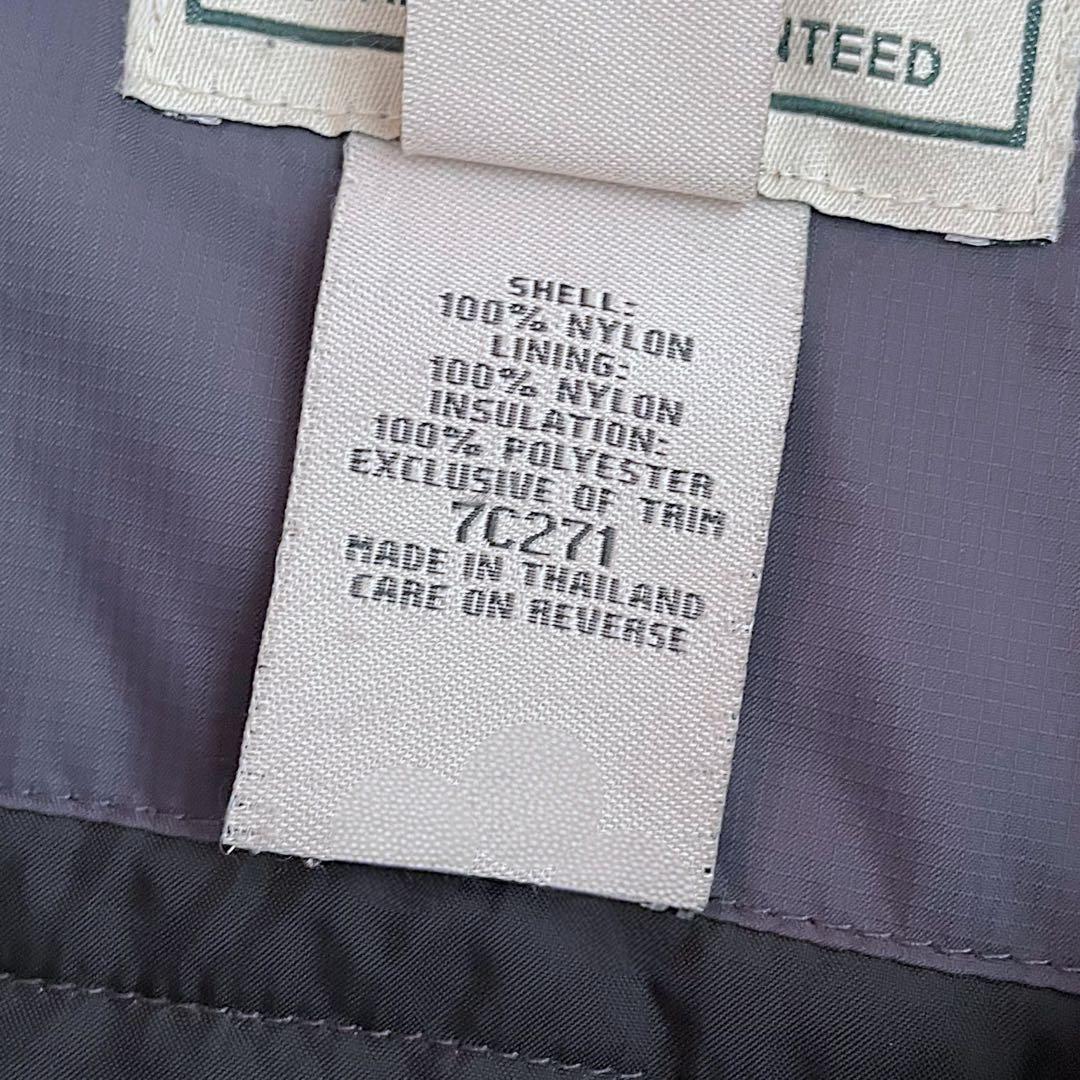 NTEED
SHELL:
100% NYLON
LINING:
100% NYLON
INSULATION:
100% POLYESTER
EXCLUSIVE OF TRIM
7C271
MADE IN THAILAND
CARE ON REVERSE